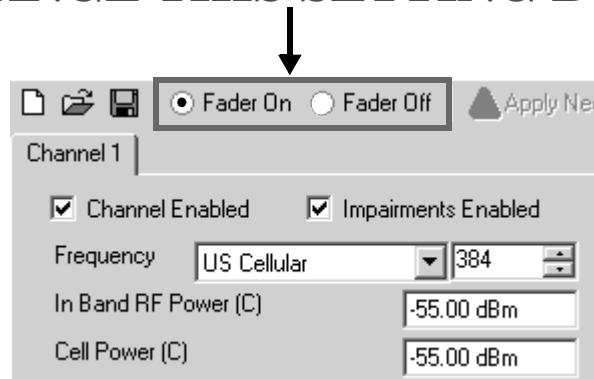 Fader On Fader Off Apply
Channel 1
Channel Enabled Impairments Enabled
Frequency US Cellular 384
In Band RF Power (C) -55.00 dBm
Cell Power (C) -55.00 dBm